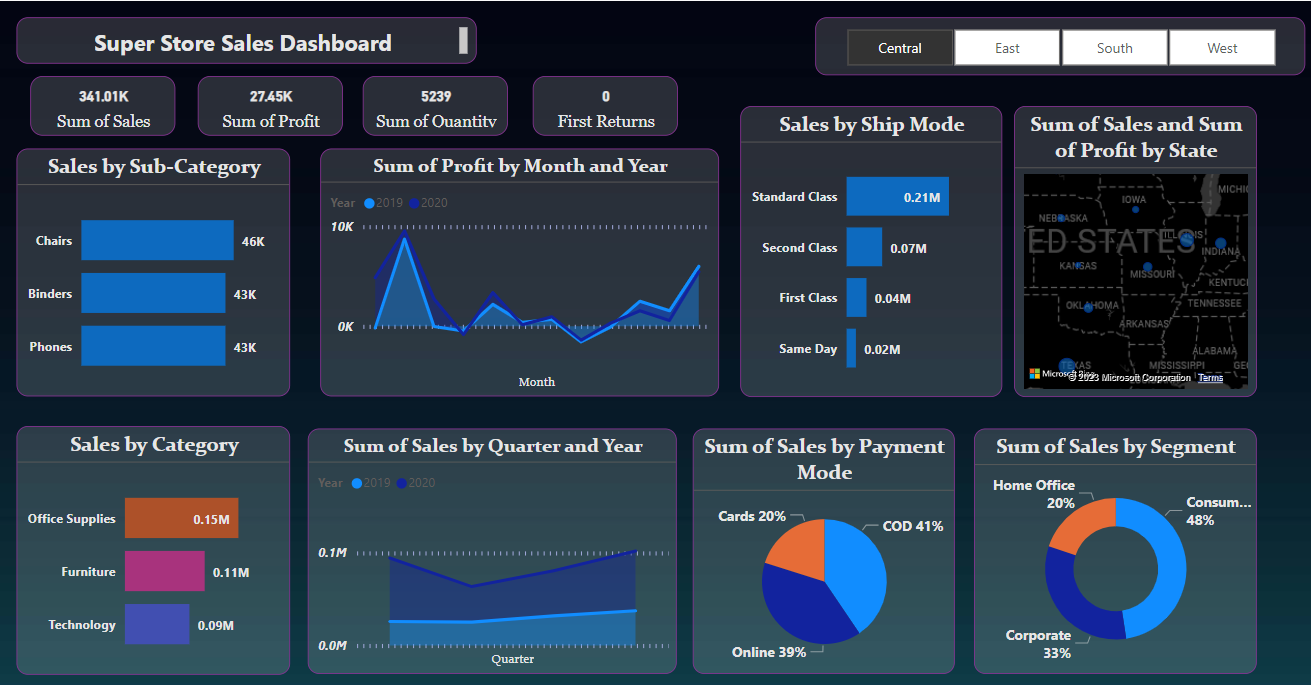 Super Store Sales Dashboard
Central
East
South
West
341.01K
Sum of Sales
27.45K
Sum of Profit
5239
Sum of Quantity
0
First Returns
Sales by Sub-Category
Chairs
46K
Binders
43K
Phones
43K
Sum of Profit by Month and Year
Year 2019 2020
10K
0K
Month
Sales by Ship Mode
Standard Class
0.21M
Second Class
0.07M
First Class
0.04M
Same Day
0.02M
Sum of Sales and Sum
of Profit by State
MICHIG
IOWA
NEBRASKA
ED STATES
ILLINOIS
INDIANA
KANSAS
MISSOURI
KENTUC
OKLAHOMA
TENNESSEE
ARKANSAS
ALABAMA
TEXAS
MISSISSIPPI
GE
Microsoft Bing
© 2023 Microsoft Corporation Terms
Sales by Category
Office Supplies
0.15M
Furniture
0.11M
Technology
0.09M
Sum of Sales by Quarter and Year
Year 2019 2020
0.1M
0.0M
Quarter
Sum of Sales by Payment
Mode
Cards 20%
COD 41%
Online 39%
Sum of Sales by Segment
Home Office
20%
Consum...
48%
Corporate
33%